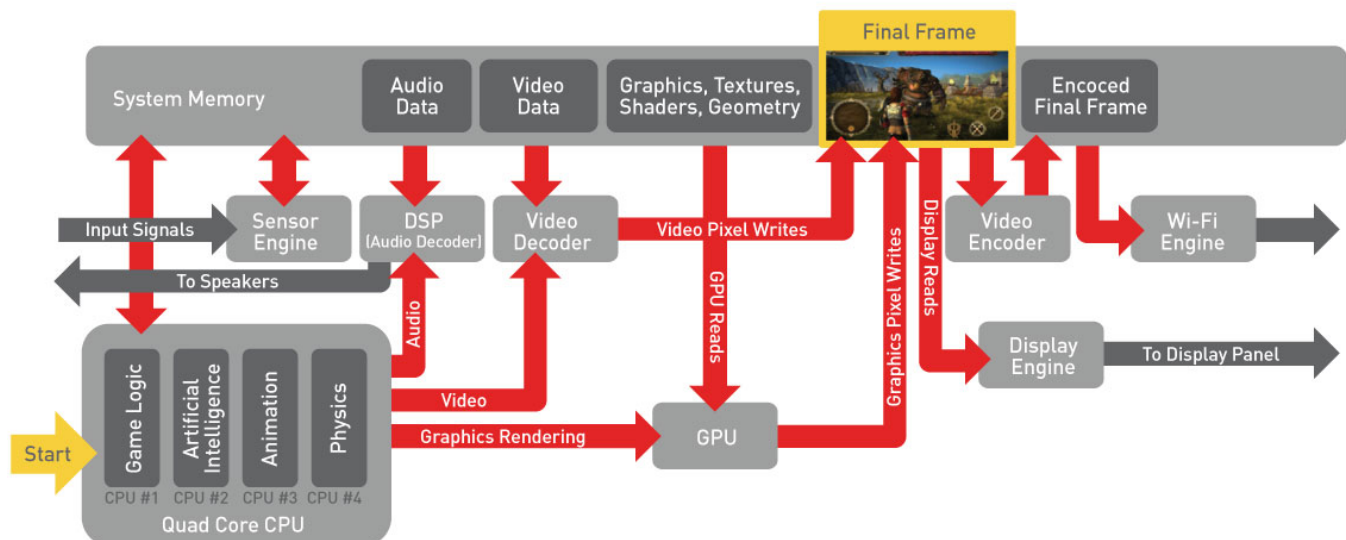 Final Frame
System Memory
Audio
Data
Video
Data
Graphics, Textures,
Shaders, Geometry
Encoced
Final Frame
Input Signals
Sensor
Engine
DSP
(Audio Decoder)
Video
Decoder
Video Pixel Writes
Video
Encoder
Wi-Fi
Engine
To Speakers
Audio
GPU Reads
Graphics Pixel Writes
Display Reads
Display
Engine
To Display Panel
Video
Graphics Rendering
GPU
Start
Game Logic
Artificial
Intelligence
Animation
Physics
CPU #1
CPU #2
CPU #3
CPU #4
Quad Core CPU